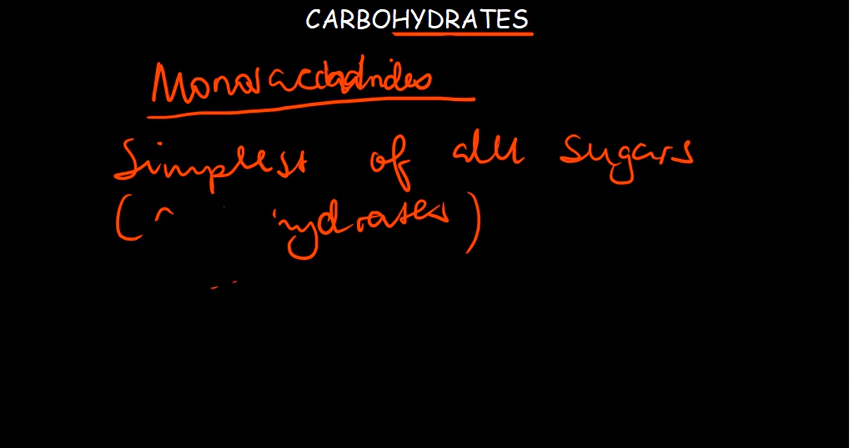 CARBOHYDRATES
Monosaccharides
Simplest of all sugars
( hydrates)